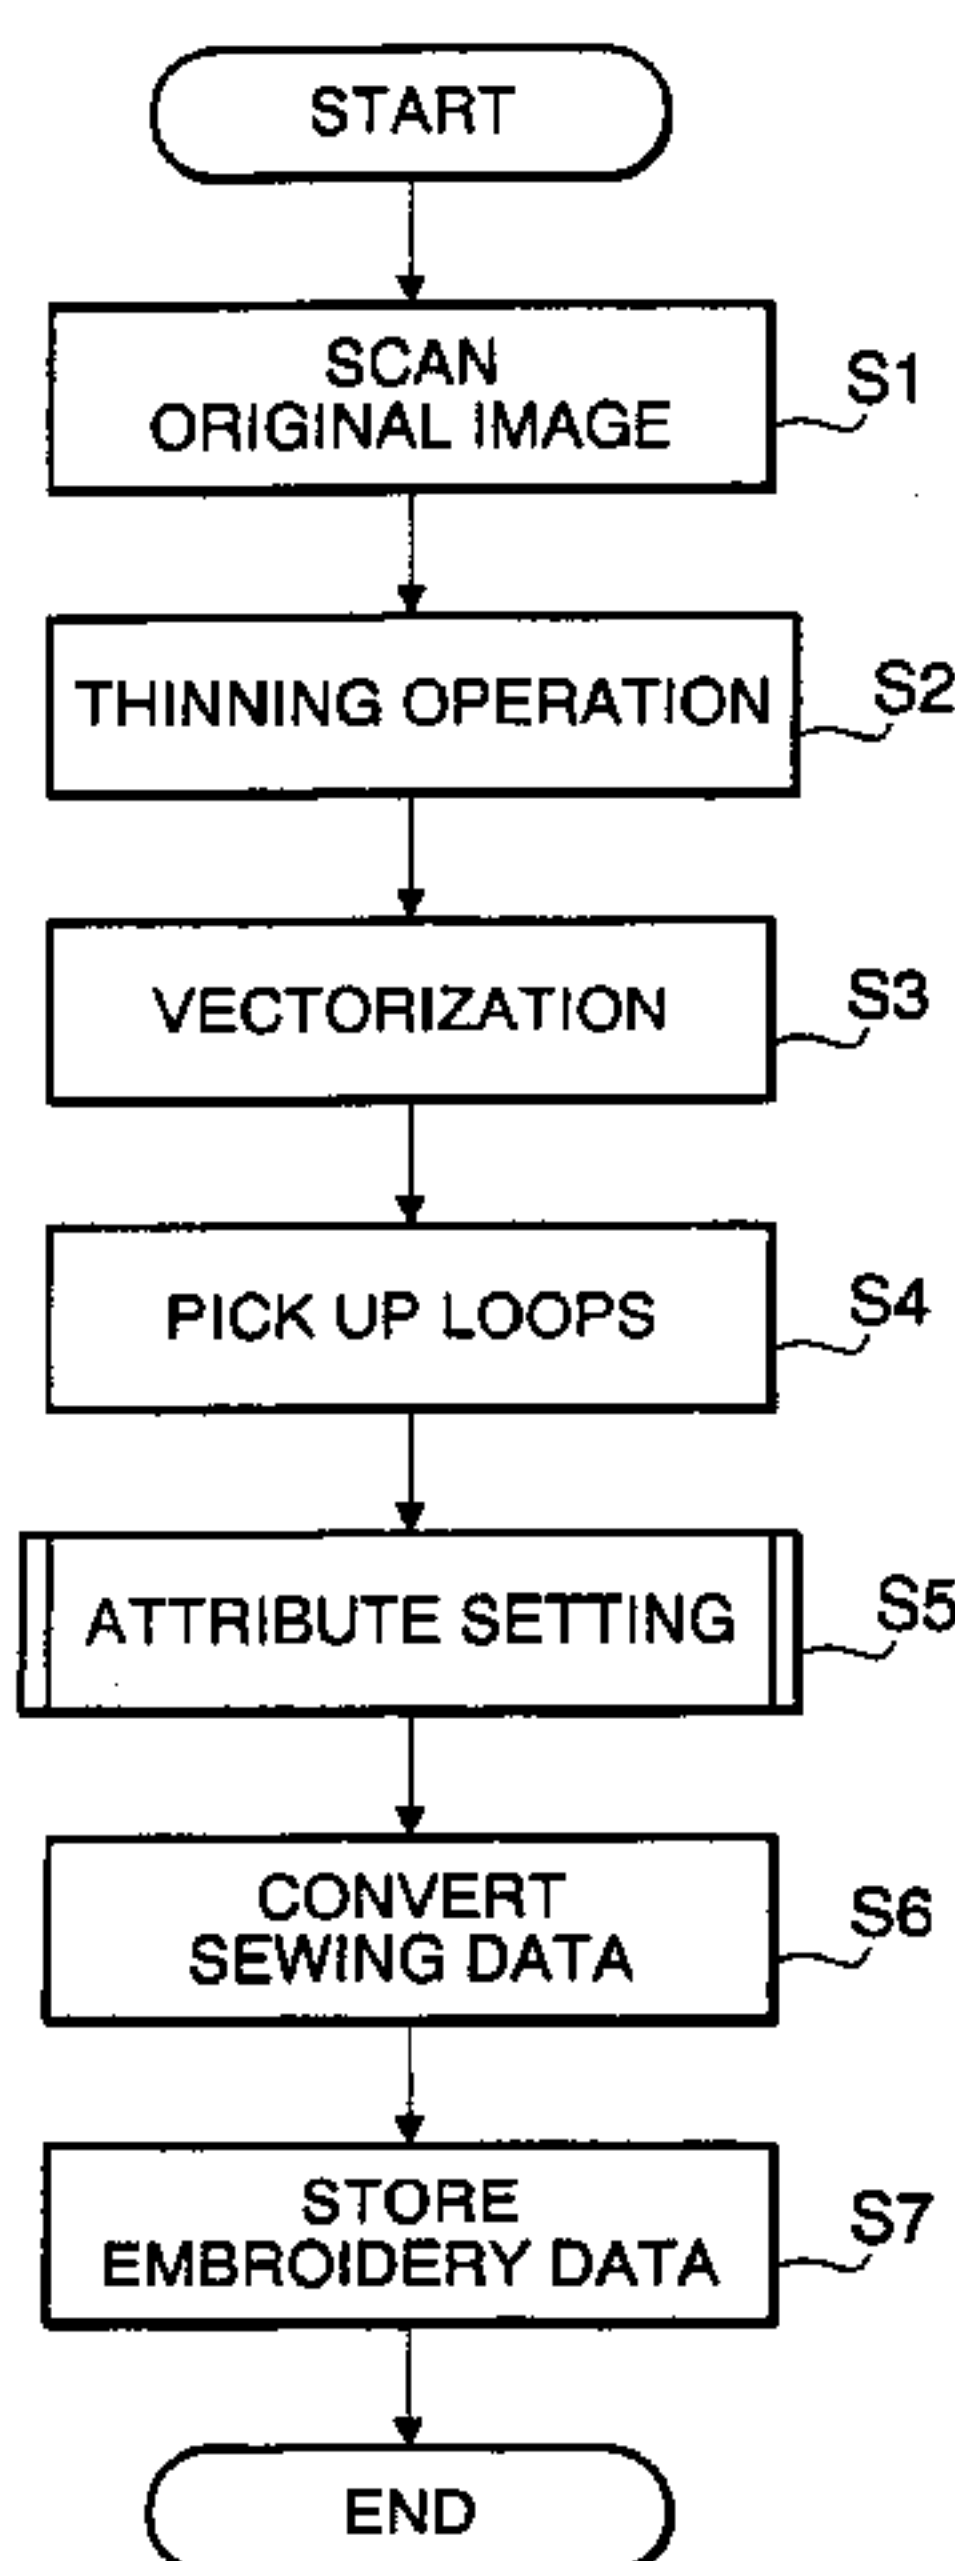 START
SCAN
ORIGINAL IMAGE
S1
THINNING OPERATION
S2
VECTORIZATION
S3
PICK UP LOOPS
S4
ATTRIBUTE SETTING
S5
CONVERT
SEWING DATA
S6
STORE
EMBROIDERY DATA
S7
END